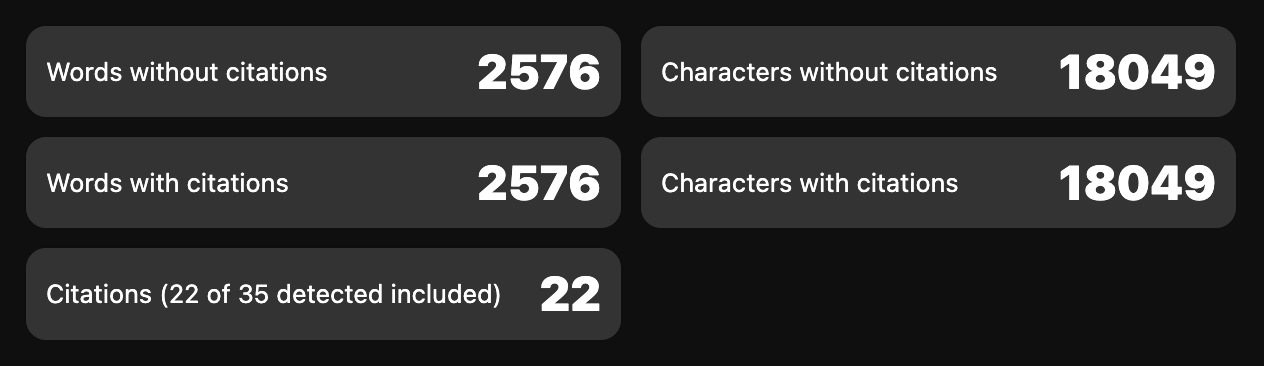 Words without citations 2576
Characters without citations 18049
Words with citations 2576
Characters with citations 18049
Citations (22 of 35 detected included) 22